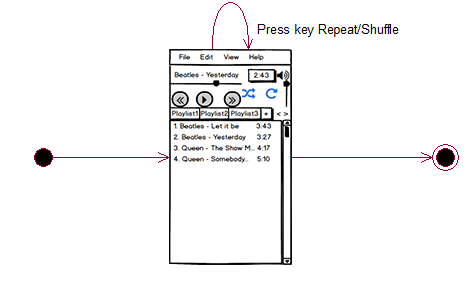 Press key Repeat/Shuffle
File Edit View Help
Beatles - Yesterday 2:43
Playlist1 Playlist2 Playlist3 + < >
1. Beatles - Let it be 3:43
2. Beatles - Yesterday 3:27
3. Queen - The Show M... 4:17
4. Queen - Somebody... 5:10